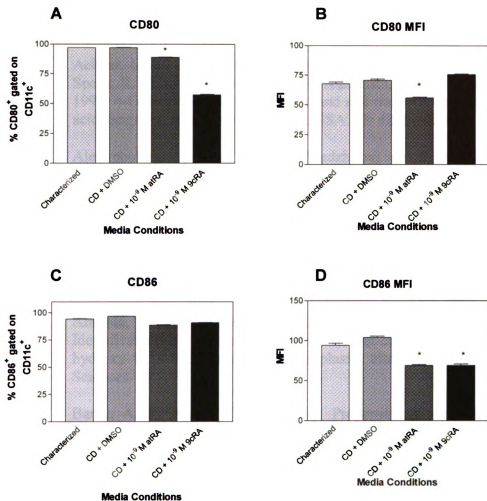 A
CD80
% CD80⁺ gated on
CD11c⁺
100
75
50
25
0
*
*
Characterized
CD + DMSO
CD + 10⁻⁹ M atRA
CD + 10⁻⁹ M 9cRA
Media Conditions
B
CD80 MFI
MFI
100
75
50
25
0
*
Characterized
CD + DMSO
CD + 10⁻⁹ M atRA
CD + 10⁻⁹ M 9cRA
Media Conditions
C
CD86
% CD86⁺ gated on
CD11c⁺
100
75
50
25
0
Characterized
CD + DMSO
CD + 10⁻⁹ M atRA
CD + 10⁻⁹ M 9cRA
Media Conditions
D
CD86 MFI
MFI
150
100
50
0
*
*
Characterized
CD + DMSO
CD + 10⁻⁹ M atRA
CD + 10⁻⁹ M 9cRA
Media Conditions